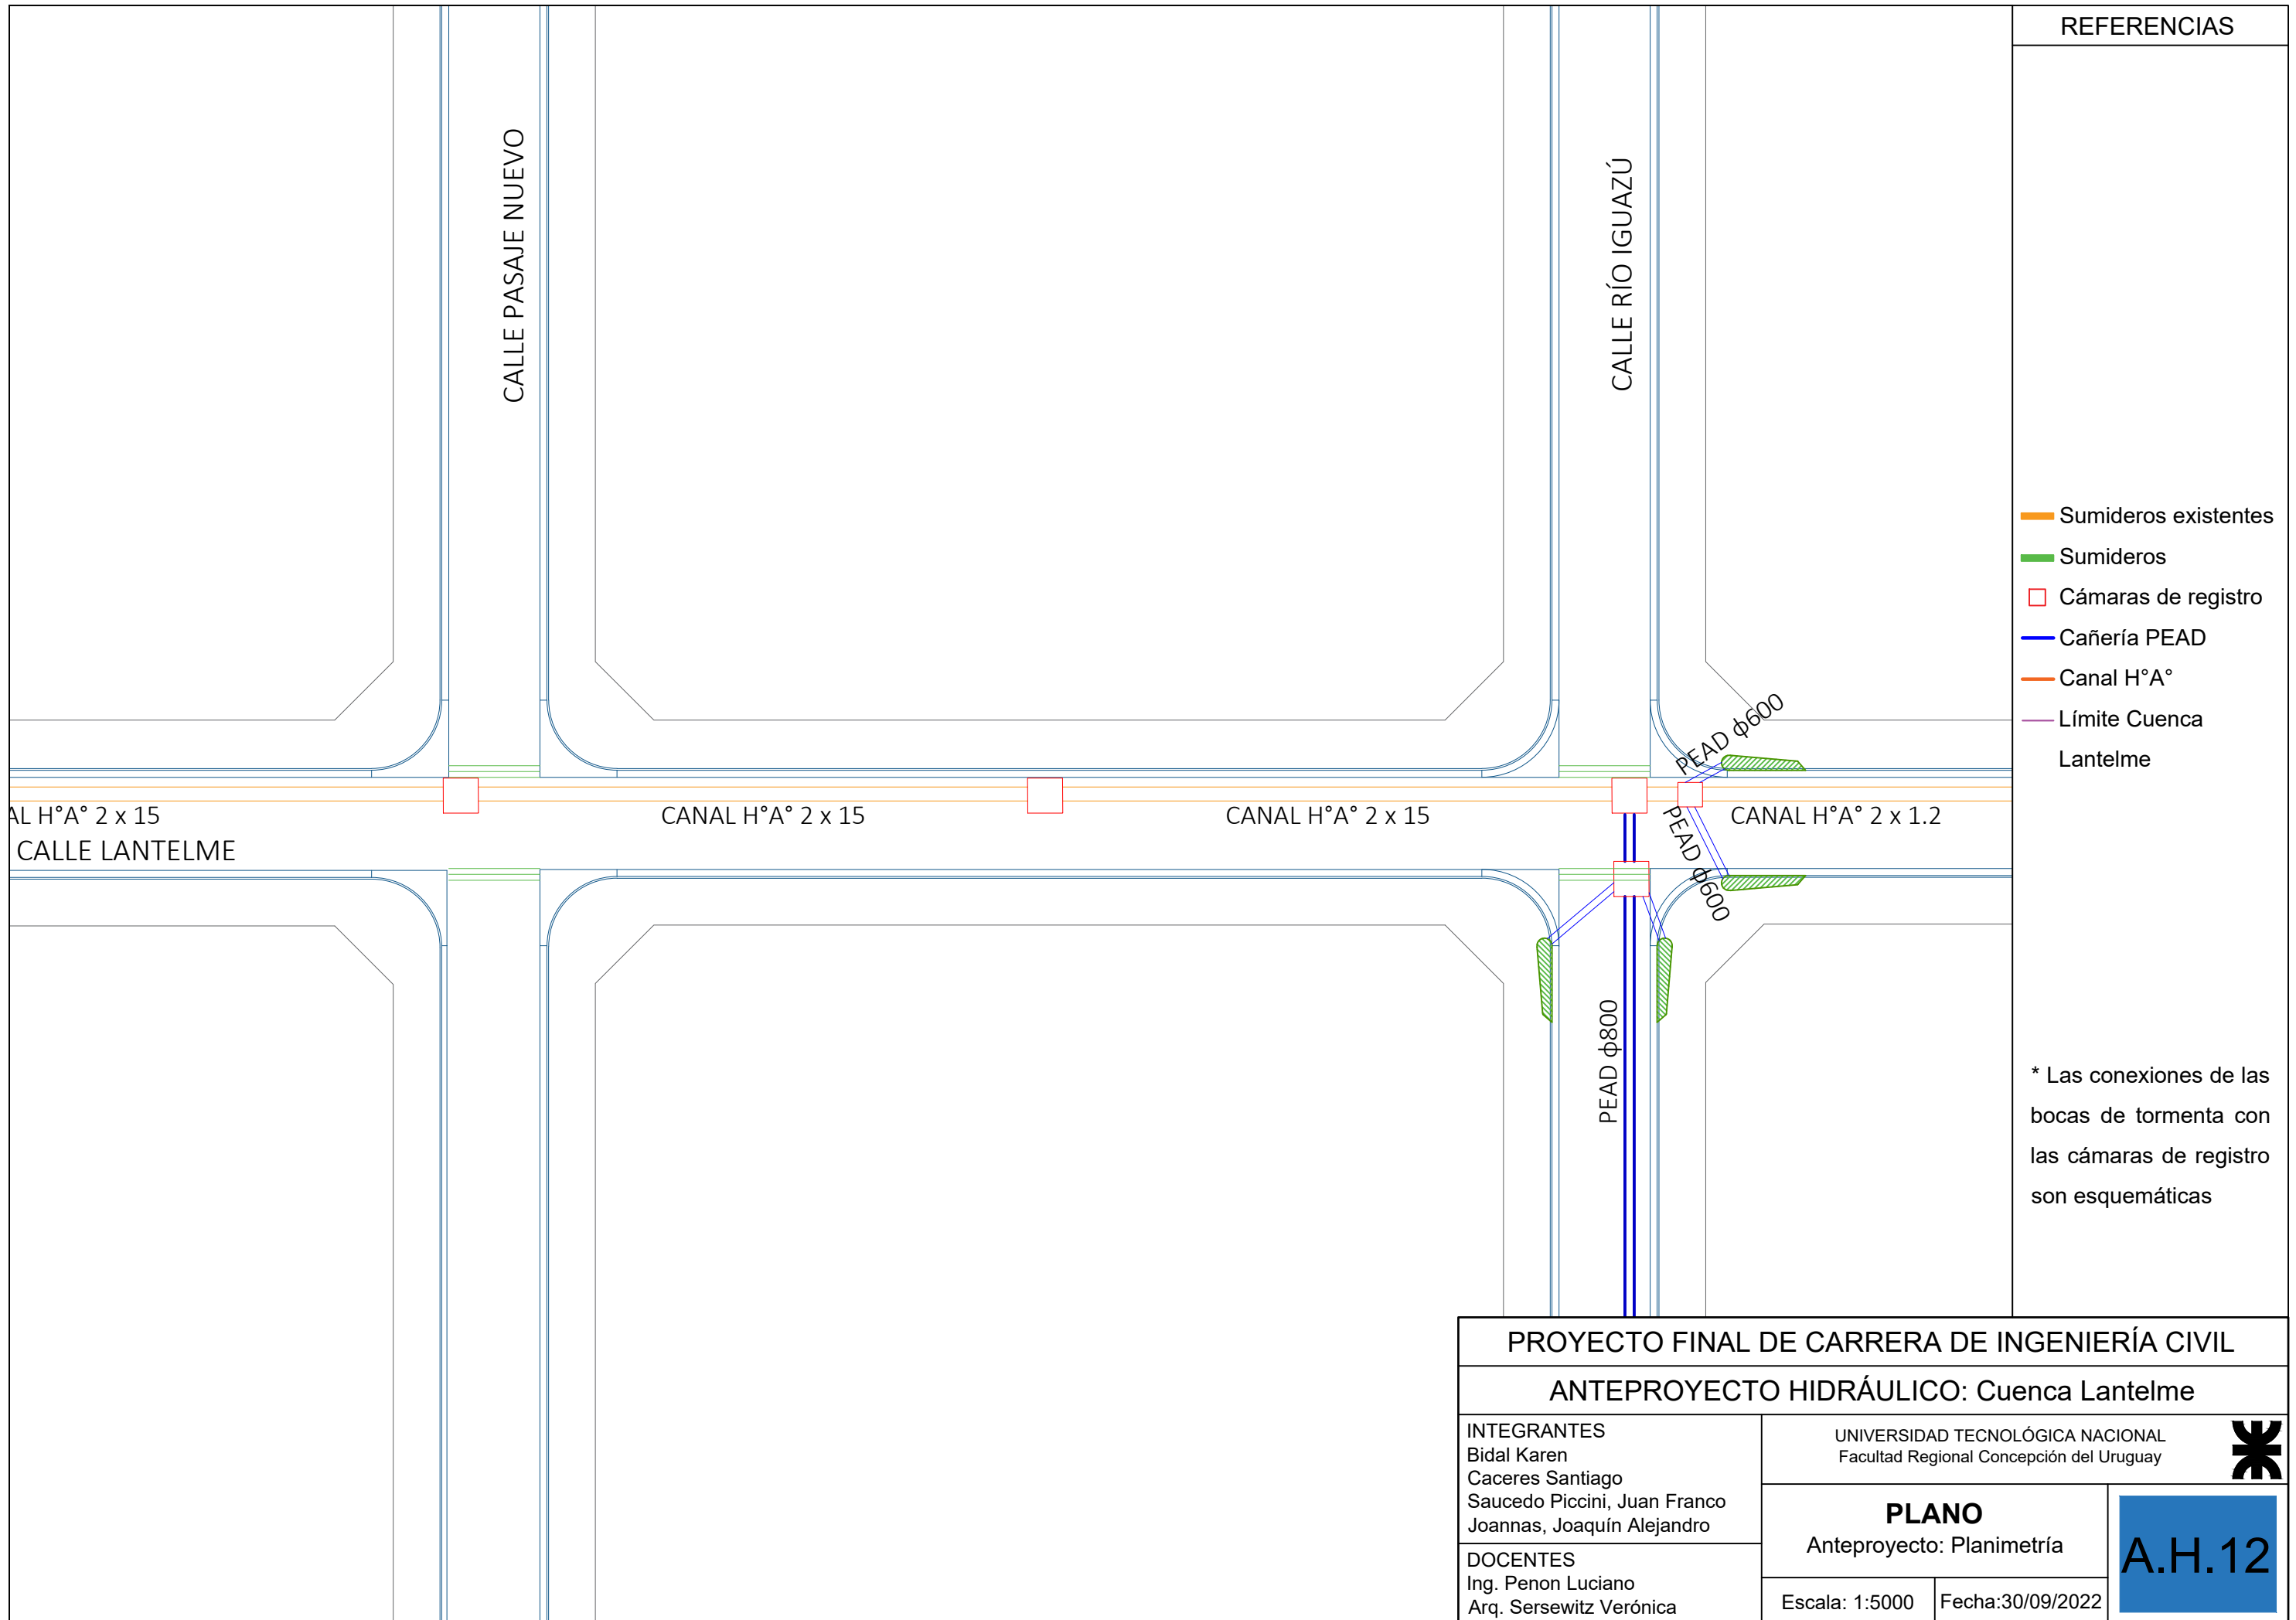 REFERENCIAS
CALLE PASAJE NUEVO
CALLE RÍO IGUAZÚ
Sumideros existentes
Sumideros
Cámaras de registro
Cañería PEAD
Canal H°A°
Límite Cuenca
Lantelme
PEAD ϕ600
AL H°A° 2 x 15
CANAL H°A° 2 x 15
CANAL H°A° 2 x 15
CANAL H°A° 2 x 1.2
CALLE LANTELME
PEAD ϕ600
PEAD ϕ800
* Las conexiones de las
bocas de tormenta con
las cámaras de registro
son esquemáticas
PROYECTO FINAL DE CARRERA DE INGENIERÍA CIVIL
ANTEPROYECTO HIDRÁULICO: Cuenca Lantelme
INTEGRANTES
Bidal Karen
Caceres Santiago
Saucedo Piccini, Juan Franco
Joannas, Joaquín Alejandro
DOCENTES
Ing. Penon Luciano
Arq. Sersewitz Verónica
UNIVERSIDAD TECNOLÓGICA NACIONAL
Facultad Regional Concepción del Uruguay
PLANO
Anteproyecto: Planimetría
Escala: 1:5000
Fecha:30/09/2022
A.H.12